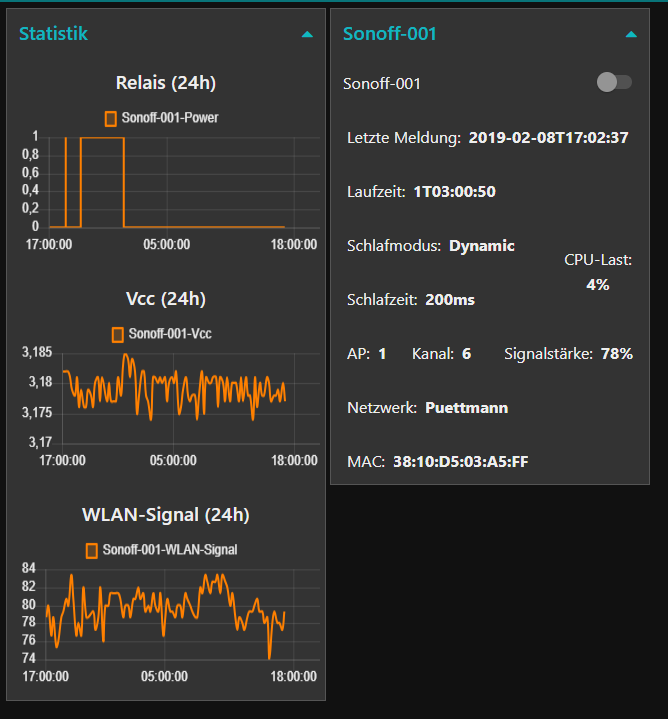 Statistik
Relais (24h)
Sonoff-001-Power
1
0,8
0,6
0,4
0,2
0
17:00:00 05:00:00 18:00:00
Vcc (24h)
Sonoff-001-Vcc
3,185
3,18
3,175
3,17
17:00:00 05:00:00 18:00:00
WLAN-Signal (24h)
Sonoff-001-WLAN-Signal
84
82
80
78
76
74
17:00:00 05:00:00 18:00:00
Sonoff-001
Sonoff-001
Letzte Meldung: 2019-02-08T17:02:37
Laufzeit: 1T03:00:50
Schlafmodus: Dynamic
Schlafzeit: 200ms
CPU-Last:
4%
AP: 1 Kanal: 6 Signalstärke: 78%
Netzwerk: Puettmann
MAC: 38:10:D5:03:A5:FF